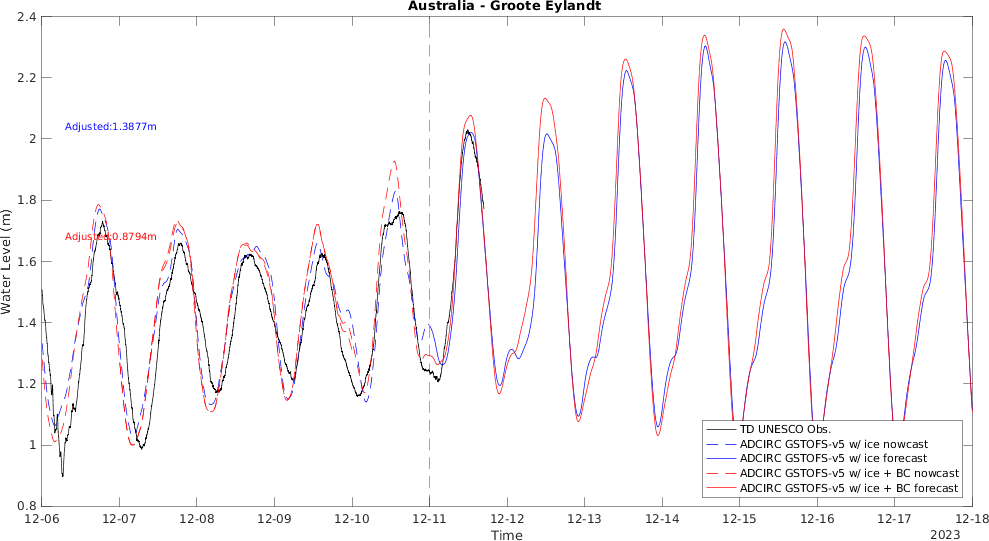 Australia - Groote Eylandt
2.4
2.2
2
1.8
1.6
1.4
1.2
1
0.8
Water Level (m)
Adjusted:1.3877m
Adjusted:0.8794m
TD UNESCO Obs.
ADCIRC GSTOFS-v5 w/ ice nowcast
ADCIRC GSTOFS-v5 w/ ice forecast
ADCIRC GSTOFS-v5 w/ ice + BC nowcast
ADCIRC GSTOFS-v5 w/ ice + BC forecast
12-06 12-07 12-08 12-09 12-10 12-11 12-12 12-13 12-14 12-15 12-16 12-17 12-18
Time
2023